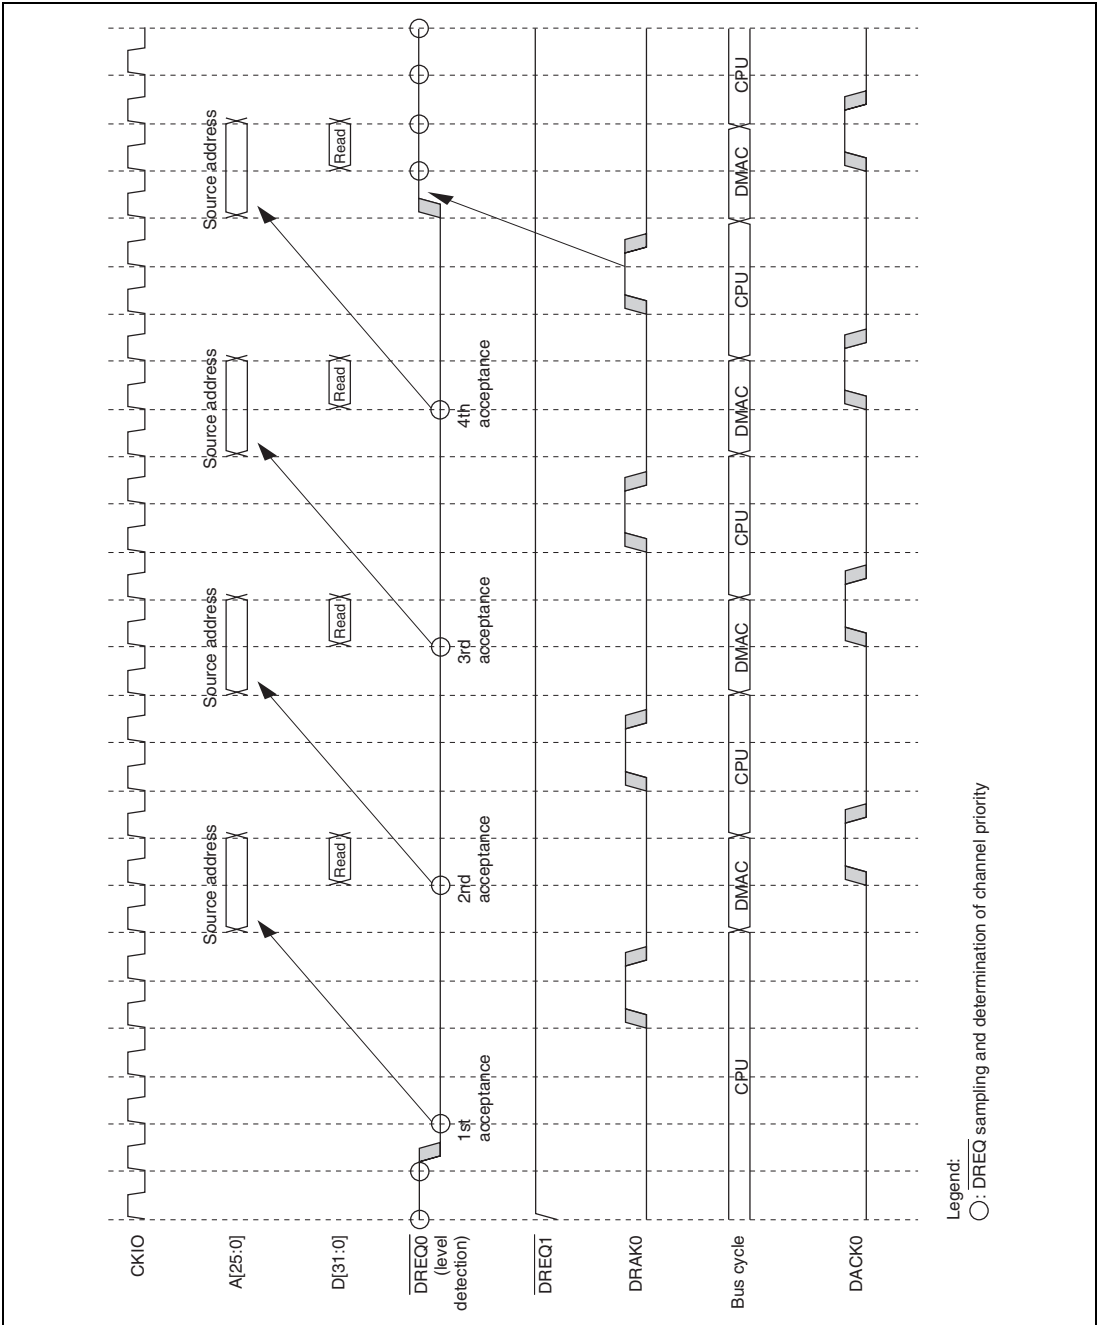 CKIO
A[25:0]
Source address
Source address
Source address
Source address
D[31:0]
Read
Read
Read
Read
DREQ0
(level
detection)
1st
acceptance
2nd
acceptance
3rd
acceptance
4th
acceptance
DREQ1
DRAK0
Bus cycle
CPU
DMAC
CPU
DMAC
CPU
DMAC
CPU
DMAC
CPU
DACK0
Legend:
: DREQ sampling and determination of channel priority